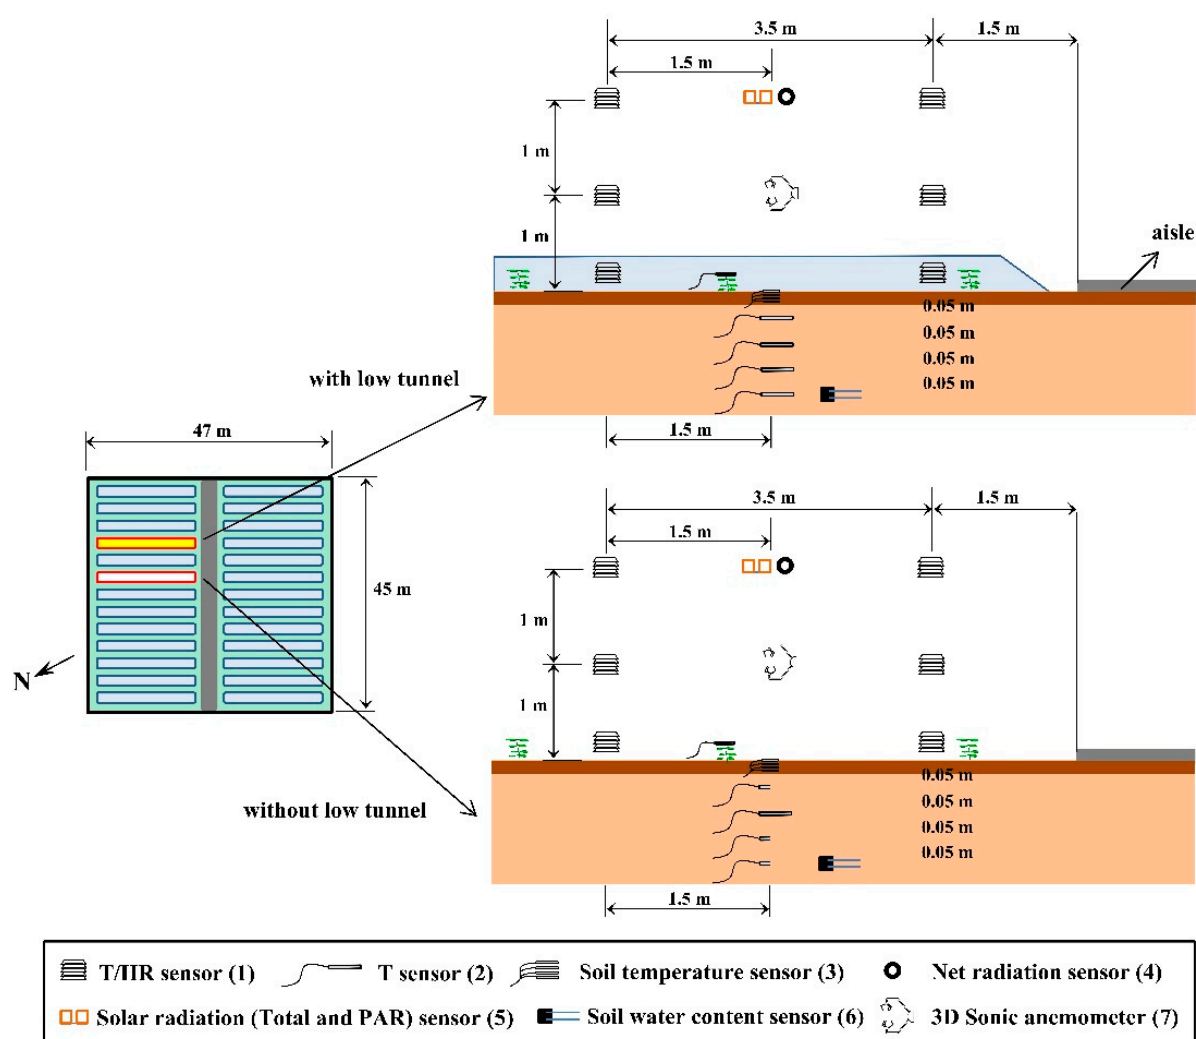 3.5 m
1.5 m
1.5 m
1 m
1 m
aisle
0.05 m
0.05 m
0.05 m
0.05 m
with low tunnel
1.5 m
47 m
3.5 m
1.5 m
1.5 m
45 m
1 m
N
1 m
0.05 m
0.05 m
0.05 m
0.05 m
without low tunnel
1.5 m
T/HR sensor (1) T sensor (2) Soil temperature sensor (3) Net radiation sensor (4)
Solar radiation (Total and PAR) sensor (5) Soil water content sensor (6) 3D Sonic anemometer (7)